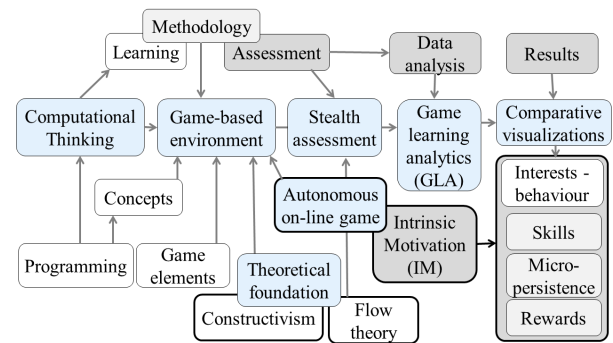 Methodology
Learning
Assessment
Data
analysis
Results
Computational
Thinking
Game-based
environment
Stealth
assessment
Game
learning
analytics
(GLA)
Comparative
visualizations
Concepts
Autonomous
on-line game
Interests -
behaviour
Intrinsic
Motivation
(IM)
Skills
Programming
Game
elements
Theoretical
foundation
Micro-
persistence
Constructivism
Flow
theory
Rewards